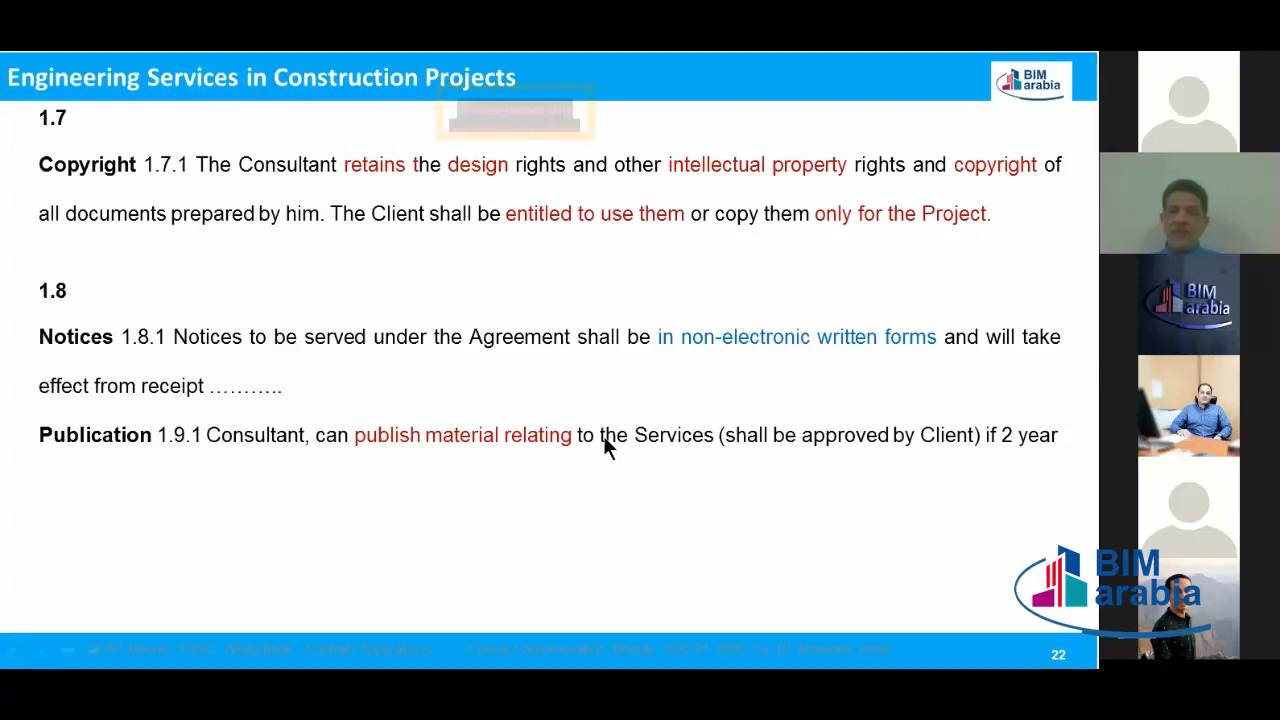 Engineering Services in Construction Projects
BIM
arabia
1.7
Copyright 1.7.1 The Consultant retains the design rights and other intellectual property rights and copyright of
all documents prepared by him. The Client shall be entitled to use them or copy them only for the Project.
1.8
Notices 1.8.1 Notices to be served under the Agreement shall be in non-electronic written forms and will take
effect from receipt ………..
Publication 1.9.1 Consultant, can publish material relating to the Services (shall be approved by Client) if 2 year
BIM
arabia
BIM
arabia
22